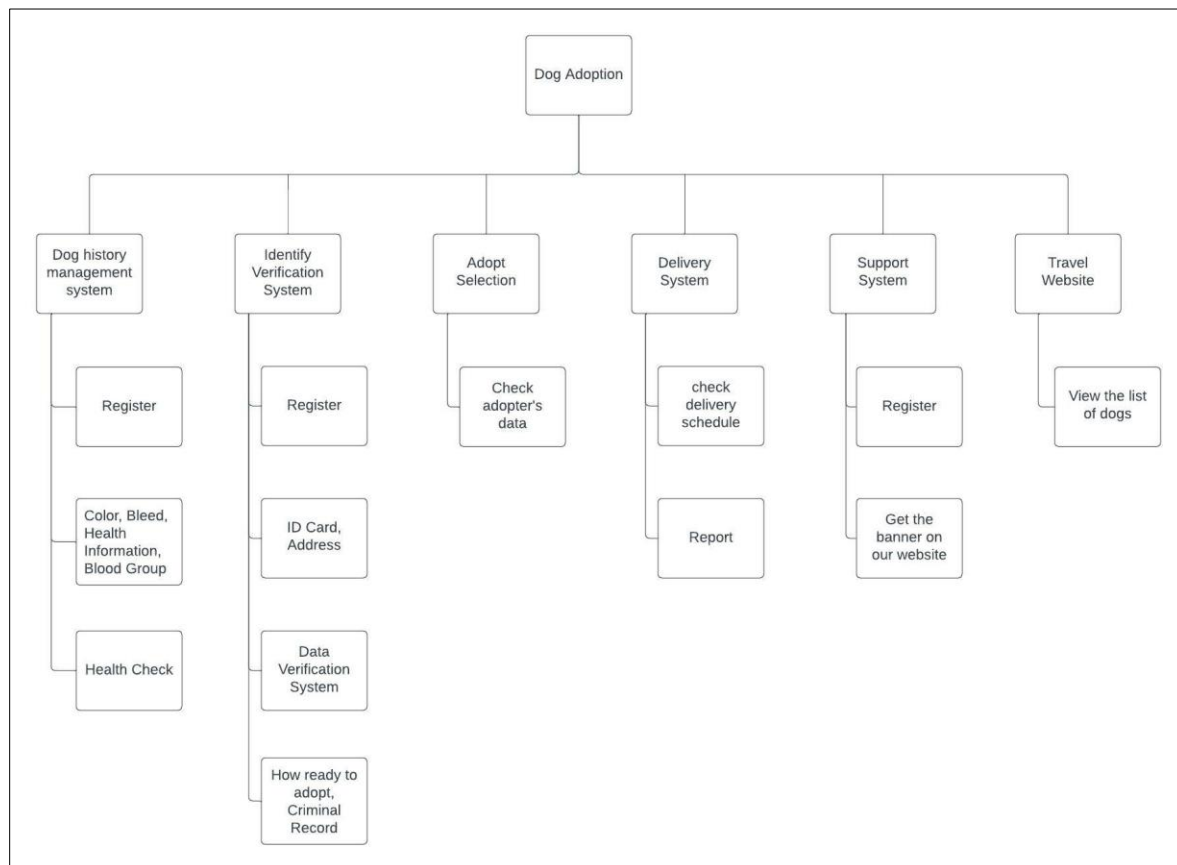 Dog Adoption
Dog history
management
system
Identify
Verification
System
Adopt
Selection
Delivery
System
Support
System
Travel
Website
Register
Register
Check
adopter's
data
check
delivery
schedule
Register
View the list
of dogs
Color, Bleed,
Health
Information,
Blood Group
ID Card,
Address
Report
Get the
banner on
our website
Health Check
Data
Verification
System
How ready to
adopt,
Criminal
Record